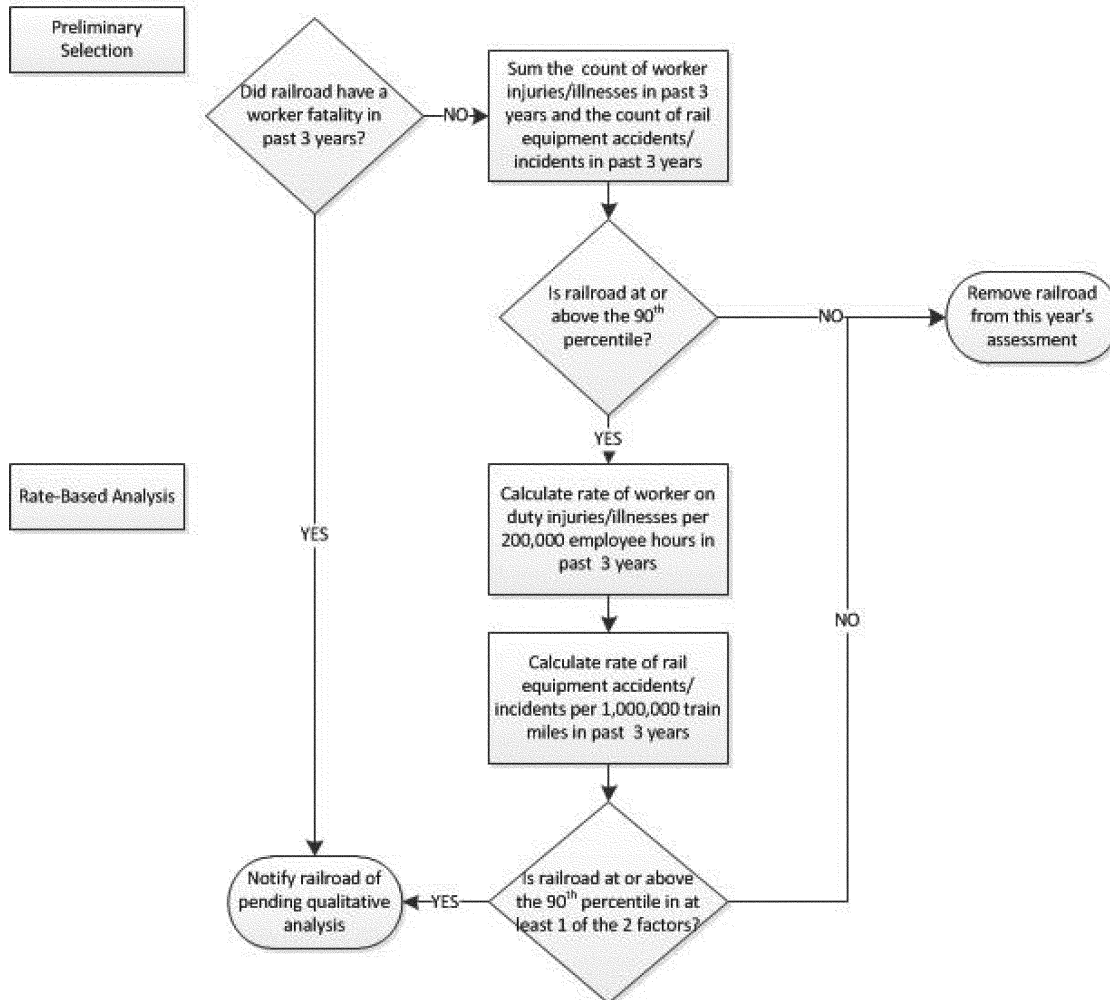 Preliminary
Selection
Did railroad have a
worker fatality in
past 3 years?
NO
Sum the count of worker
injuries/illnesses in past 3
years and the count of rail
equipment accidents/
incidents in past 3 years
Is railroad at or
above the 90th
percentile?
NO
Remove railroad
from this year's
assessment
YES
Rate-Based Analysis
Calculate rate of worker on
duty injuries/illnesses per
200,000 employee hours in
past 3 years
YES
NO
Calculate rate of rail
equipment accidents/
incidents per 1,000,000 train
miles in past 3 years
Notify railroad of
pending qualitative
analysis
YES
Is railroad at or above
the 90th percentile in at
least 1 of the 2 factors?